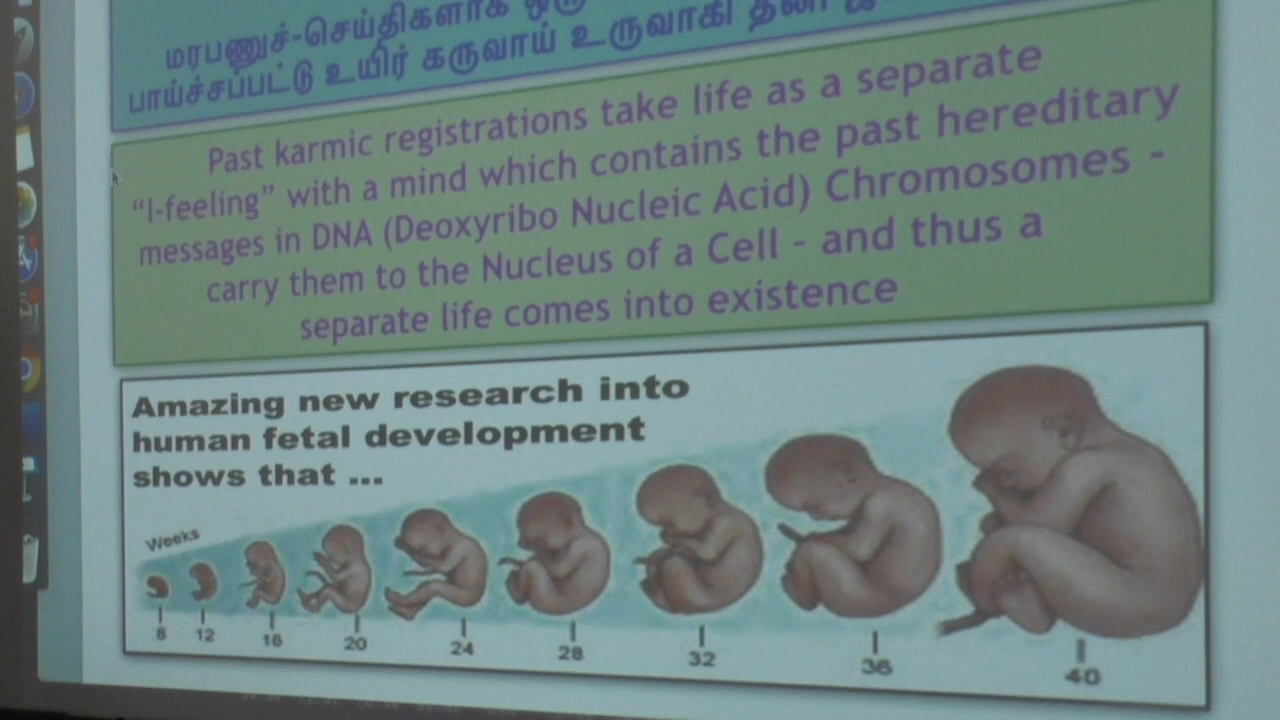 மரபணுச்-செய்திகளாக ஒரு
பாய்ச்சப்பட்டு உயிர் கருவாய் உருவாகி தனி
Past karmic registrations take life as a separate
“I-feeling” with a mind which contains the past hereditary
messages in DNA (Deoxyribo Nucleic Acid) Chromosomes -
carry them to the Nucleus of a Cell - and thus a
separate life comes into existence
Amazing new research into
human fetal development
shows that ...
Weeks
8 12 16 20 24 28 32 36 40